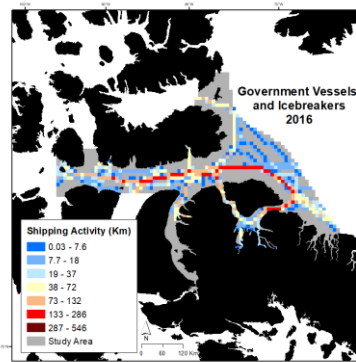 Government Vessels
and Icebreakers
2016
Shipping Activity (Km)
0.03 - 7.6
7.7 - 18
19 - 37
38 - 72
73 - 132
133 - 286
287 - 546
Study Area
N
0
120 Km